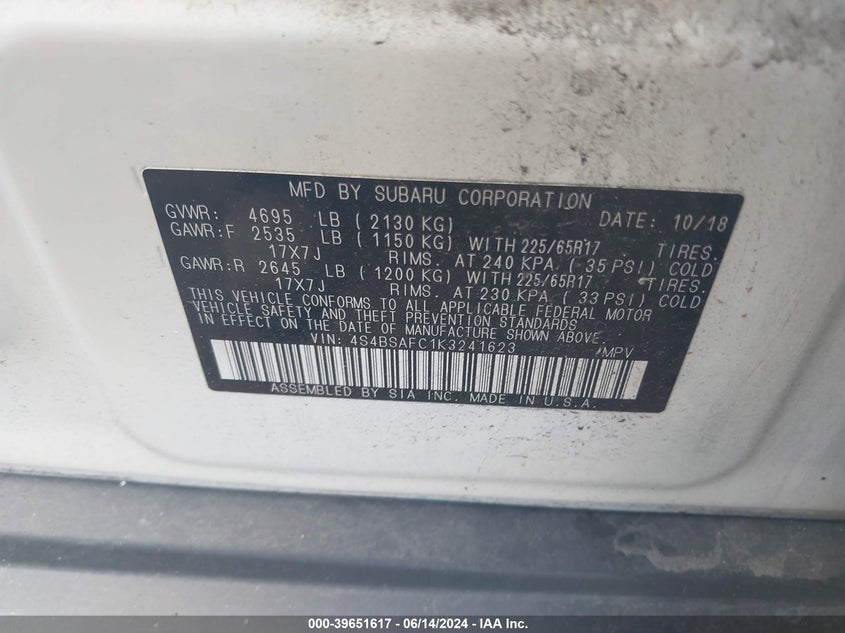 MFD BY SUBARU CORPORATION
GVWR: 4695 LB ( 2130 KG) DATE: 10/18
GAWR:F 2535 LB ( 1150 KG) WITH 225/65R17 TIRES.
17X7J RIMS. AT 240 KPA ( 35 PSI) COLD
GAWR:R 2645 LB ( 1200 KG) WITH 225/65R17 TIRES.
17X7J RIMS. AT 230 KPA ( 33 PSI) COLD
THIS VEHICLE CONFORMS TO ALL APPLICABLE FEDERAL MOTOR
VEHICLE SAFETY AND THEFT PREVENTION STANDARDS IN
EFFECT ON THE DATE OF MANUFACTURE SHOWN ABOVE.
VIN: 4S4BSAFC1K3241623 MPV
ASSEMBLED BY SIA INC. MADE IN U.S.A.
000-39651617 - 06/14/2024 - IAA Inc.